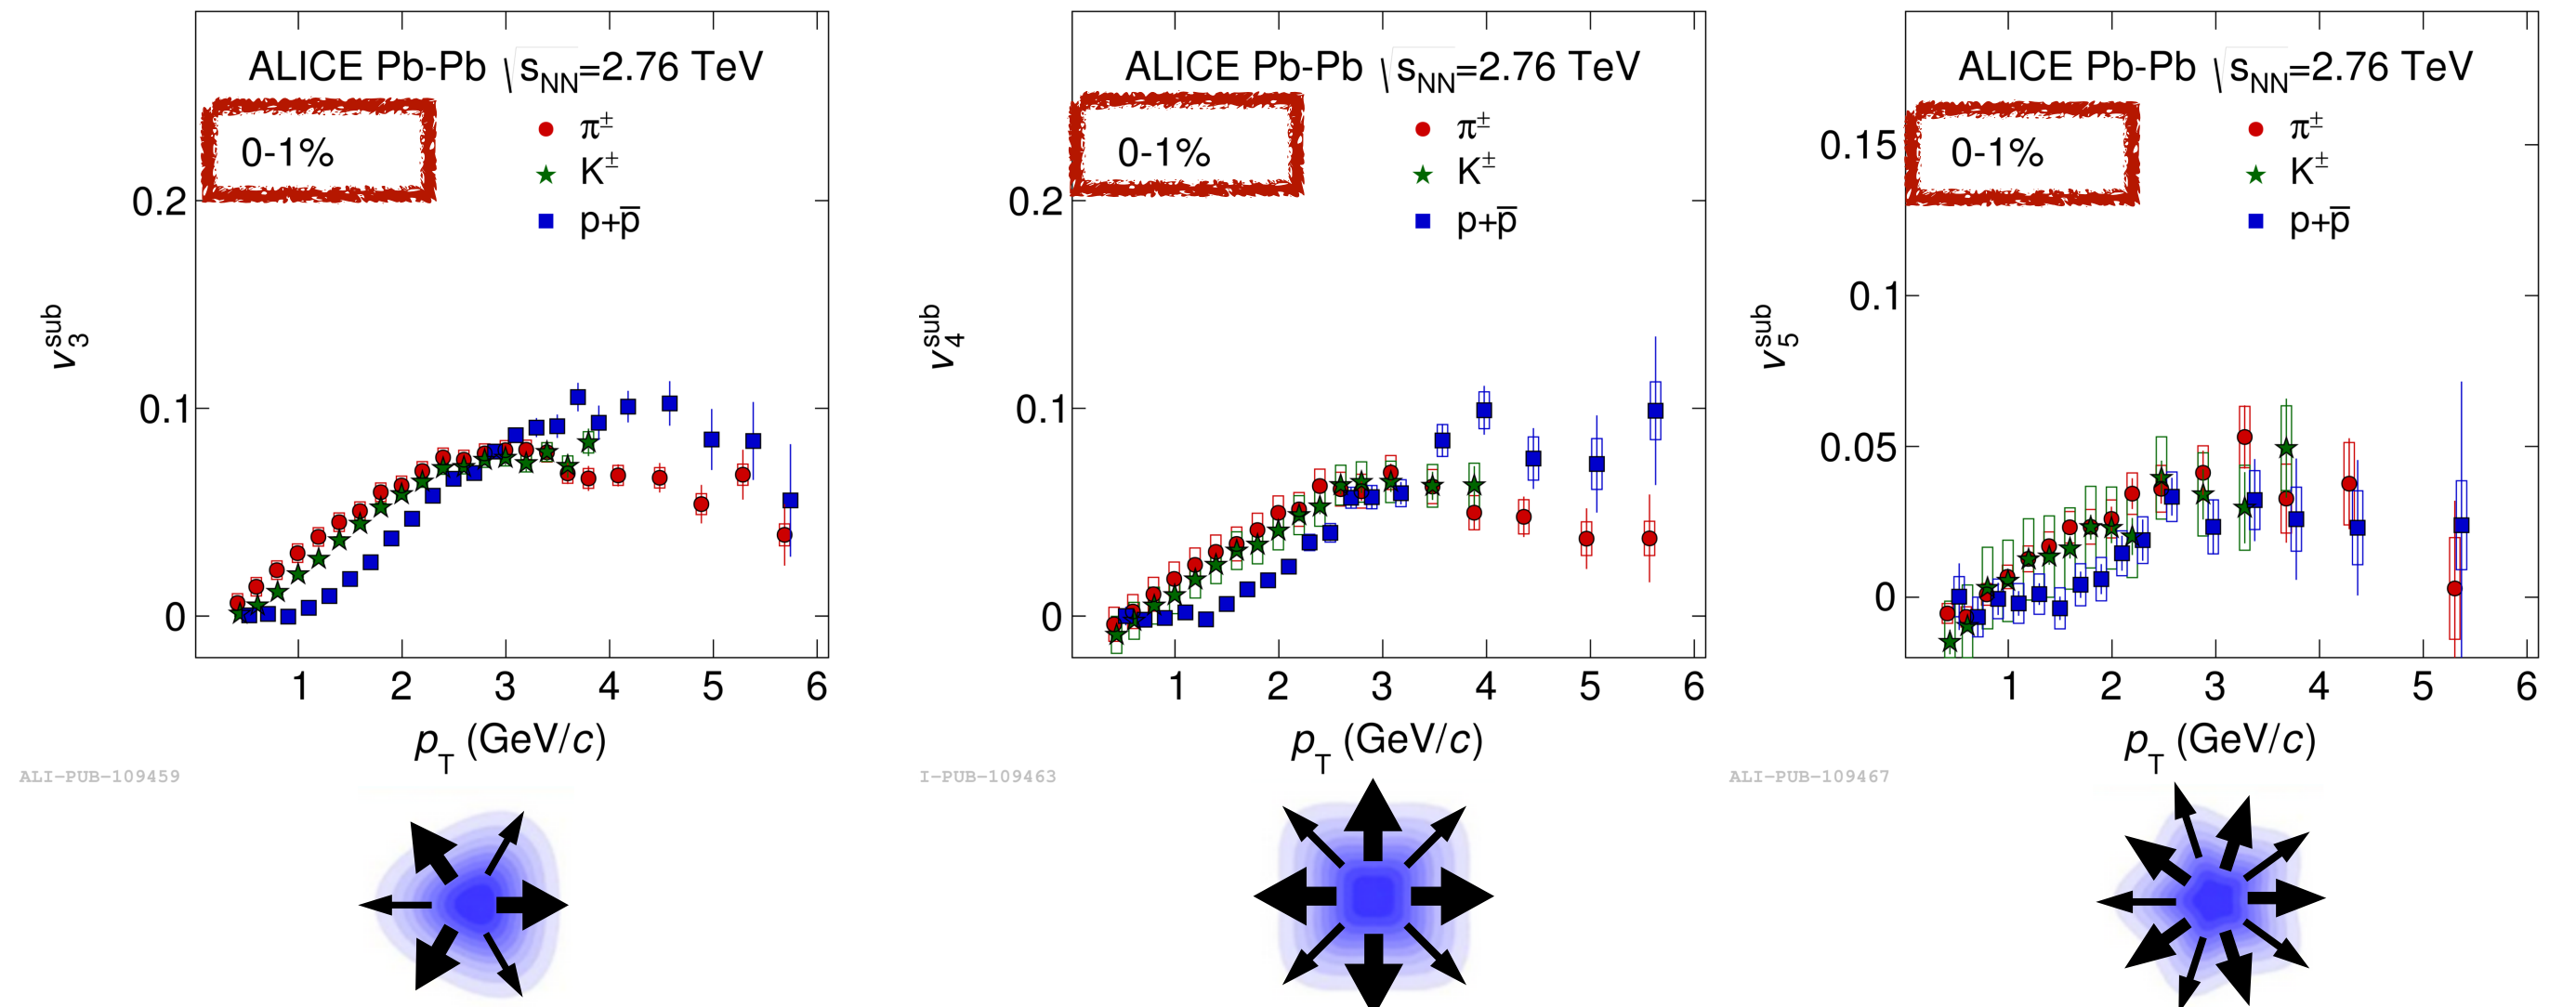 ALICE Pb-Pb √sNN=2.76 TeV
0-1%
π±
K±
p+p̅
0.2
0.1
0
v3sub
1 2 3 4 5 6
pT (GeV/c)
ALI-PUB-109459
ALICE Pb-Pb √sNN=2.76 TeV
0-1%
π±
K±
p+p̅
0.2
0.1
0
v4sub
1 2 3 4 5 6
pT (GeV/c)
I-PUB-109463
ALICE Pb-Pb √sNN=2.76 TeV
0-1%
π±
K±
p+p̅
0.15
0.1
0.05
0
v5sub
1 2 3 4 5 6
pT (GeV/c)
ALI-PUB-109467